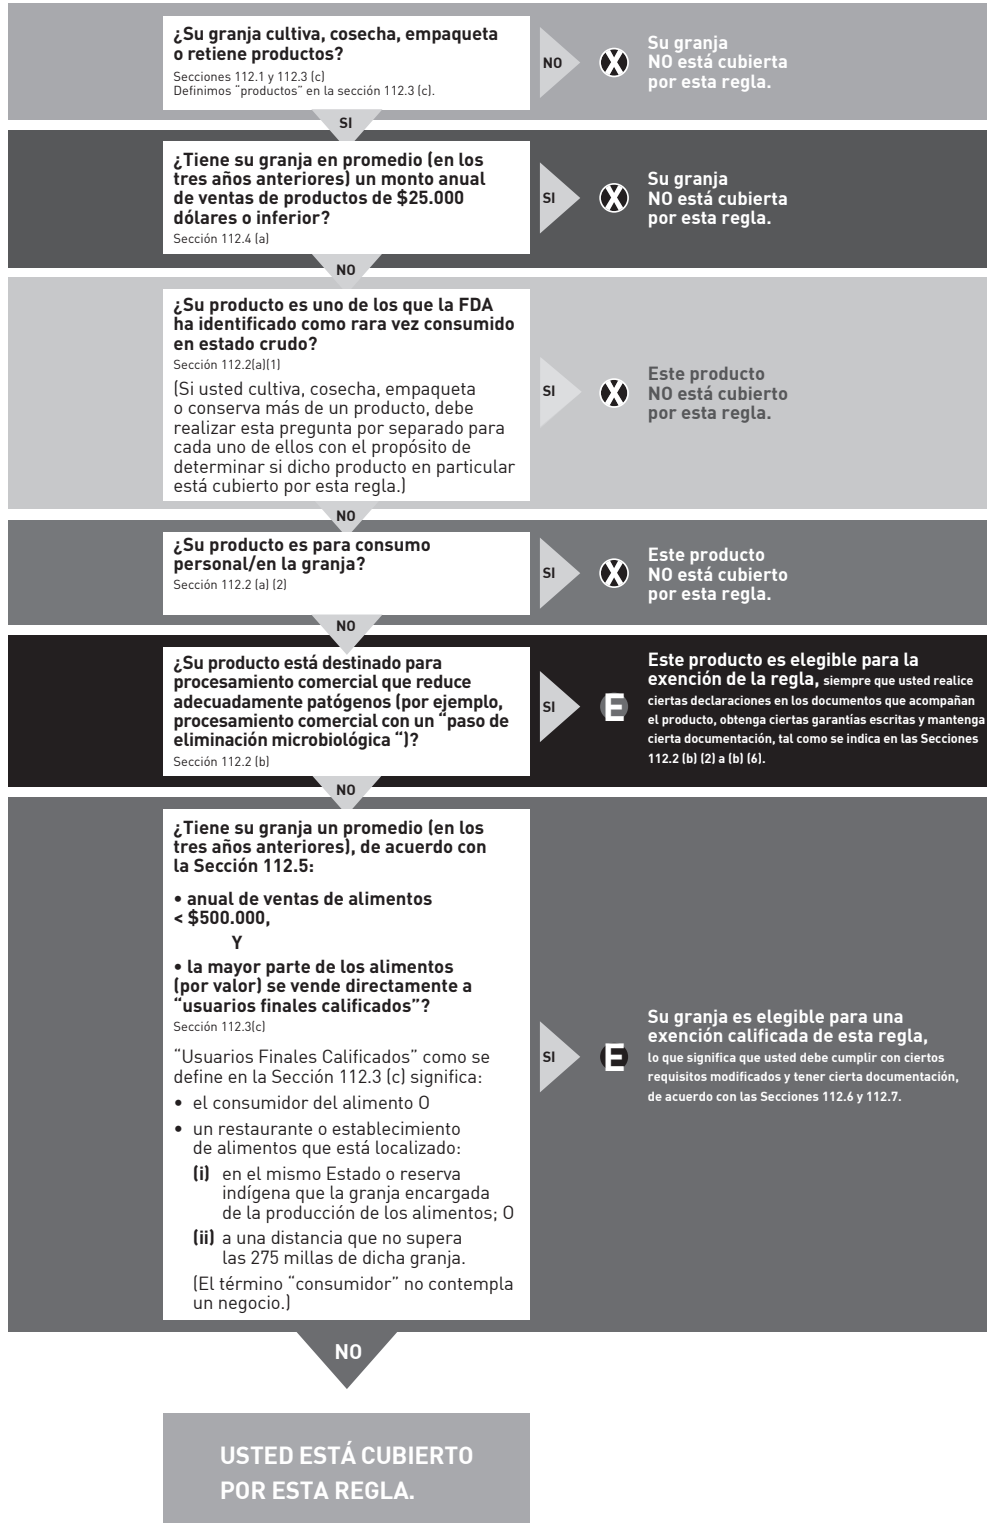 ¿Su granja cultiva, cosecha, empaqueta
o retiene productos?
Secciones 112.1 y 112.3 (c)
Definimos “productos” en la sección 112.3 (c).
NO
X
Su granja
NO está cubierta
por esta regla.
SI
¿Tiene su granja en promedio (en los
tres años anteriores) un monto anual
de ventas de productos de $25.000
dólares o inferior?
Sección 112.4 (a)
SI
X
Su granja
NO está cubierta
por esta regla.
NO
¿Su producto es uno de los que la FDA
ha identificado como rara vez consumido
en estado crudo?
Sección 112.2(a)(1)
(Si usted cultiva, cosecha, empaqueta
o conserva más de un producto, debe
realizar esta pregunta por separado para
cada uno de ellos con el propósito de
determinar si dicho producto en particular
está cubierto por esta regla.)
SI
X
Este producto
NO está cubierto
por esta regla.
NO
¿Su producto es para consumo
personal/en la granja?
Sección 112.2 (a) (2)
SI
X
Este producto
NO está cubierto
por esta regla.
NO
¿Su producto está destinado para
procesamiento comercial que reduce
adecuadamente patógenos (por ejemplo,
procesamiento comercial con un “paso de
eliminación microbiológica “)?
Sección 112.2 (b)
SI
E
Este producto es elegible para la
exención de la regla, siempre que usted realice
ciertas declaraciones en los documentos que acompañan
el producto, obtenga ciertas garantías escritas y mantenga
cierta documentación, tal como se indica en las Secciones
112.2 (b) (2) a (b) (6).
NO
¿Tiene su granja un promedio (en los
tres años anteriores), de acuerdo con
la Sección 112.5:
• anual de ventas de alimentos
< $500.000,
Y
• la mayor parte de los alimentos
(por valor) se vende directamente a
“usuarios finales calificados”?
Sección 112.3(c)
“Usuarios Finales Calificados” como se
define en la Sección 112.3 (c) significa:
• el consumidor del alimento O
• un restaurante o establecimiento
de alimentos que está localizado:
(i) en el mismo Estado o reserva
indígena que la granja encargada
de la producción de los alimentos; O
(ii) a una distancia que no supera
las 275 millas de dicha granja.
(El término “consumidor” no contempla
un negocio.)
SI
E
Su granja es elegible para una
exención calificada de esta regla,
lo que significa que usted debe cumplir con ciertos
requisitos modificados y tener cierta documentación,
de acuerdo con las Secciones 112.6 y 112.7.
NO
USTED ESTÁ CUBIERTO
POR ESTA REGLA.